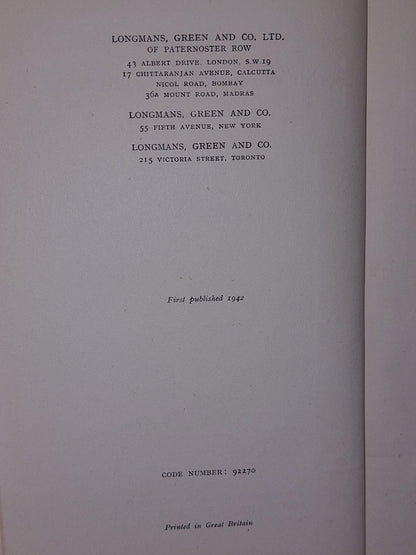 LONGMANS, GREEN AND CO. LTD.
OF PATERNOSTER ROW
43 ALBERT DRIVE. LONDON, S.W.19
17 CHITTARANJAN AVENUE, CALCUTTA
NICOL ROAD, BOMBAY
36A MOUNT ROAD, MADRAS
LONGMANS, GREEN AND CO.
55 FIFTH AVENUE, NEW YORK
LONGMANS, GREEN AND CO.
215 VICTORIA STREET, TORONTO
First published 1942
CODE NUMBER: 92270
Printed in Great Britain